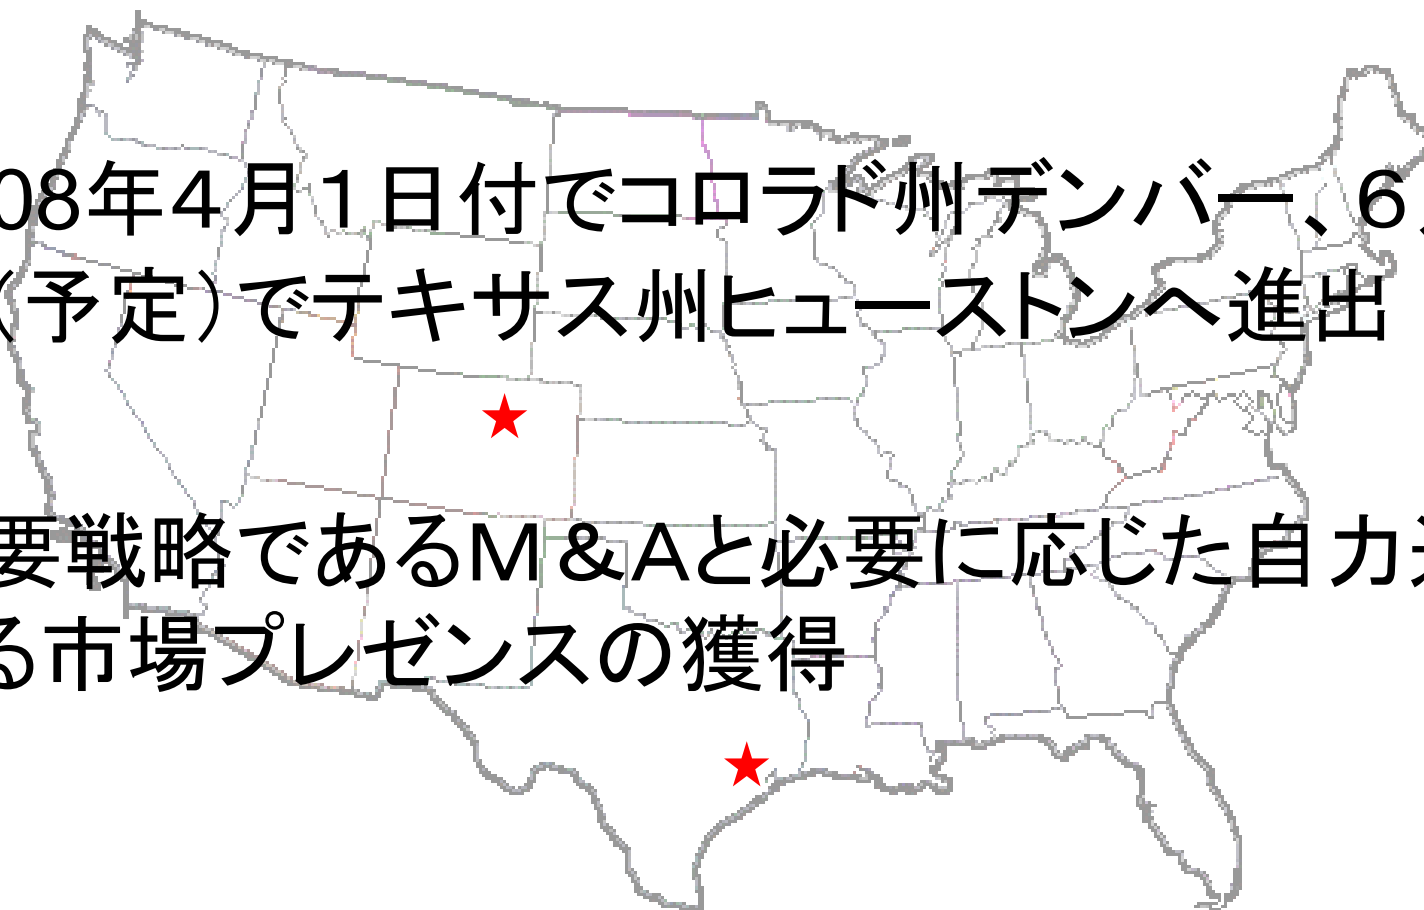 08年４月１日付でコロラド州デンバー、６
（予定）でテキサス州ヒューストンへ進出
要戦略であるＭ＆Ａと必要に応じた自力
る市場プレゼンスの獲得